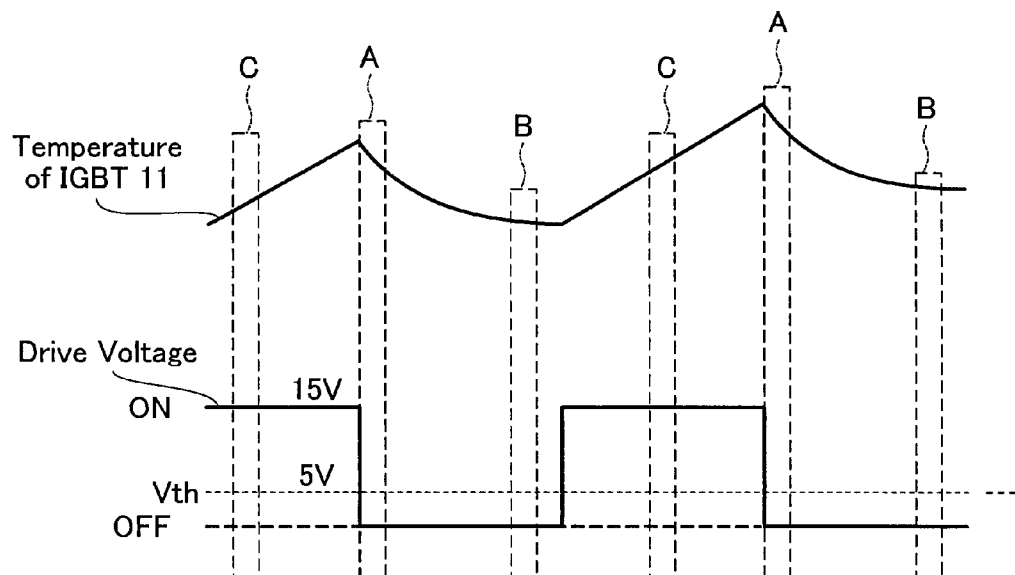 A
C
A
C
B
B
Temperature
of IGBT 11
Drive Voltage
15V
ON
5V
Vth
OFF